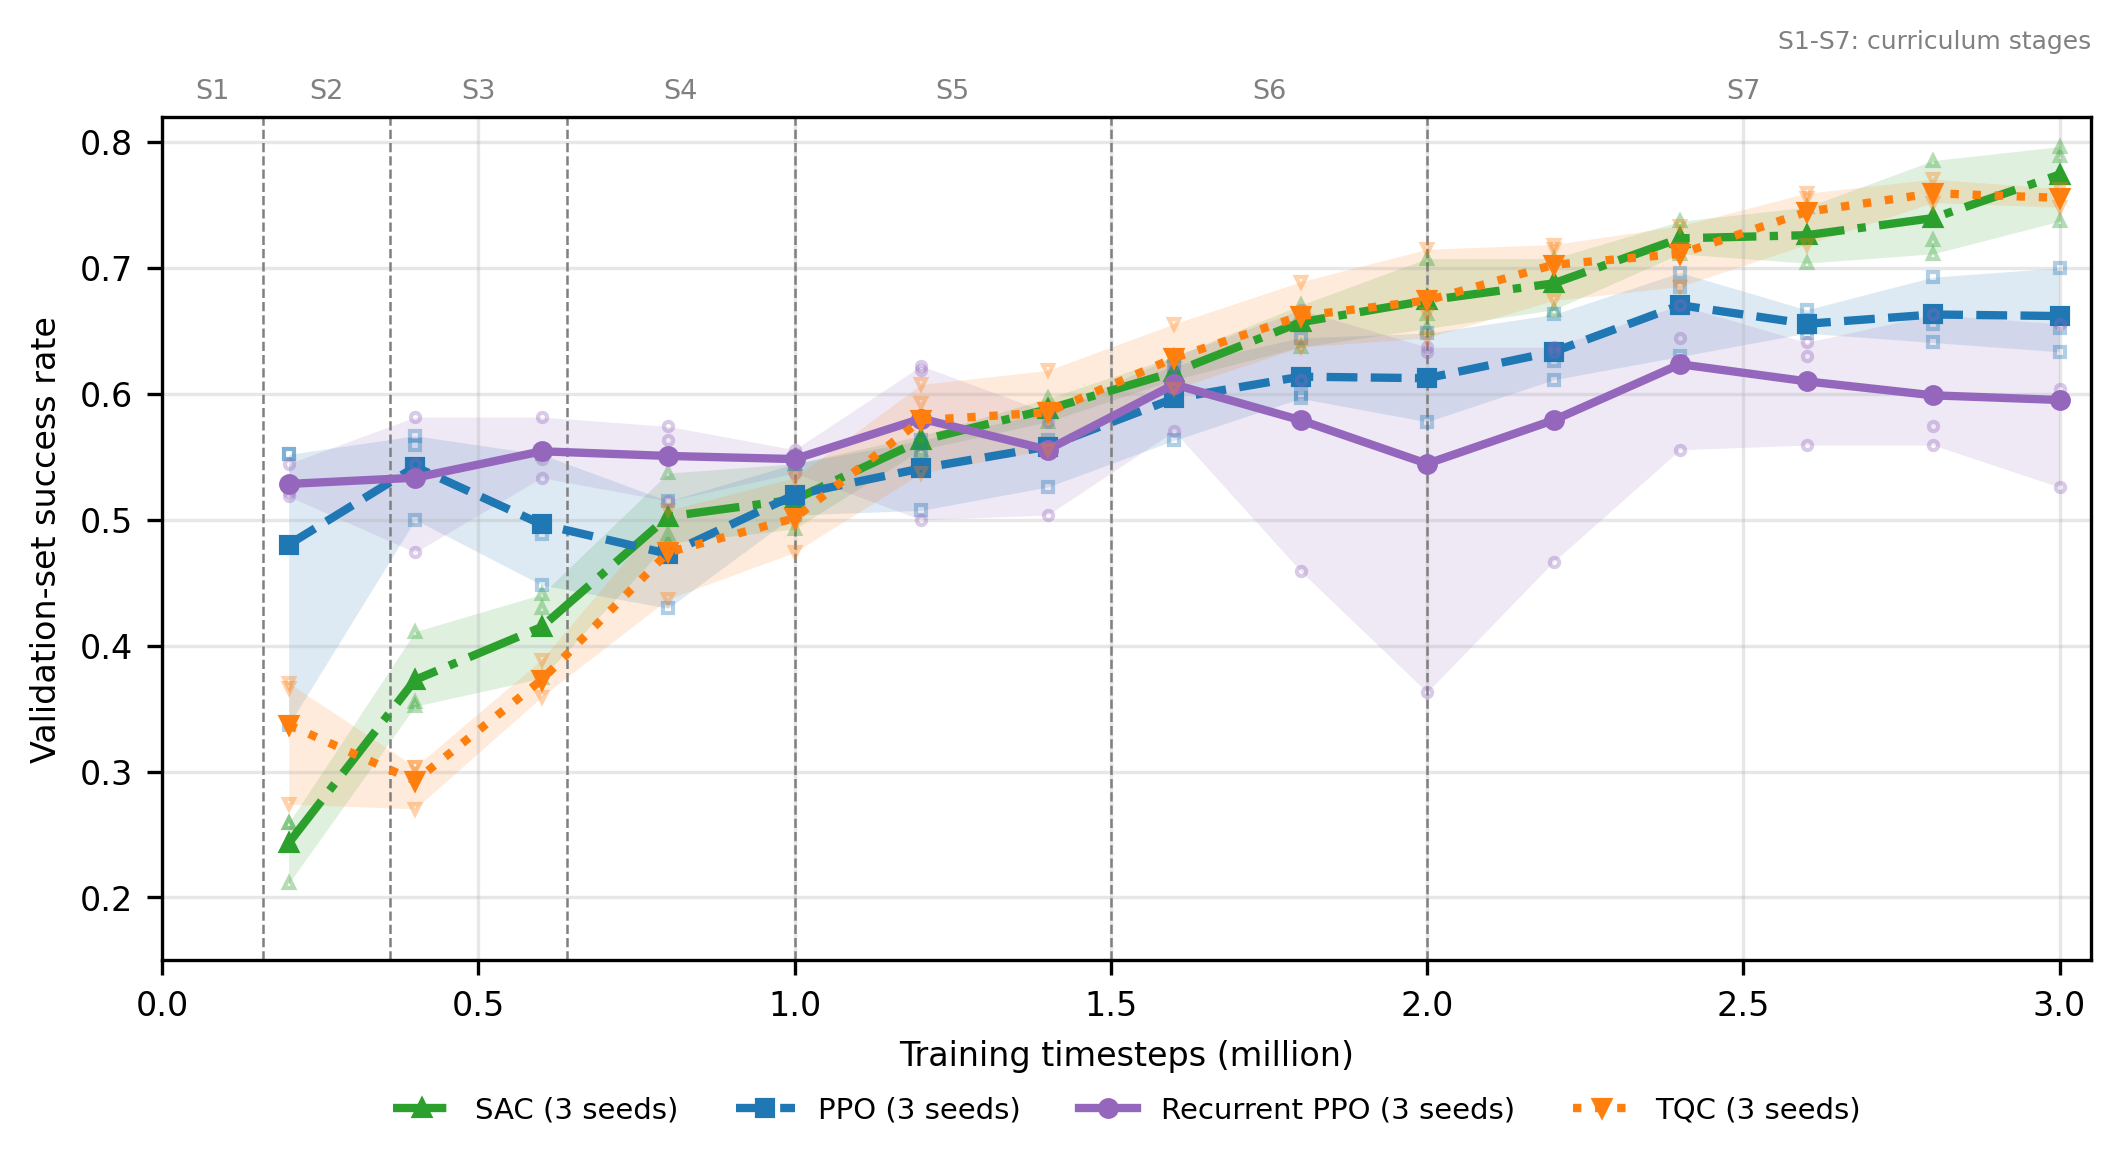 S1-S7: curriculum stages
S1 S2 S3 S4 S5 S6 S7
Validation-set success rate
0.8
0.7
0.6
0.5
0.4
0.3
0.2
0.0 0.5 1.0 1.5 2.0 2.5 3.0
Training timesteps (million)
SAC (3 seeds) PPO (3 seeds) Recurrent PPO (3 seeds) TQC (3 seeds)